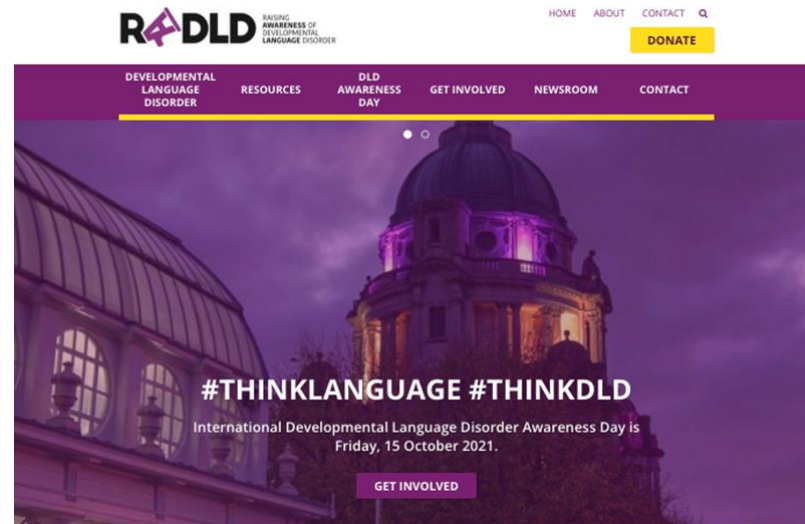 RADLD
RAISING
AWARENESS OF
DEVELOPMENTAL
LANGUAGE DISORDER
HOME ABOUT CONTACT
DONATE
DEVELOPMENTAL
LANGUAGE
DISORDER
RESOURCES
DLD
AWARENESS
DAY
GET INVOLVED
NEWSROOM
CONTACT
#THINKLANGUAGE #THINKDLD
International Developmental Language Disorder Awareness Day is
Friday, 15 October 2021.
GET INVOLVED